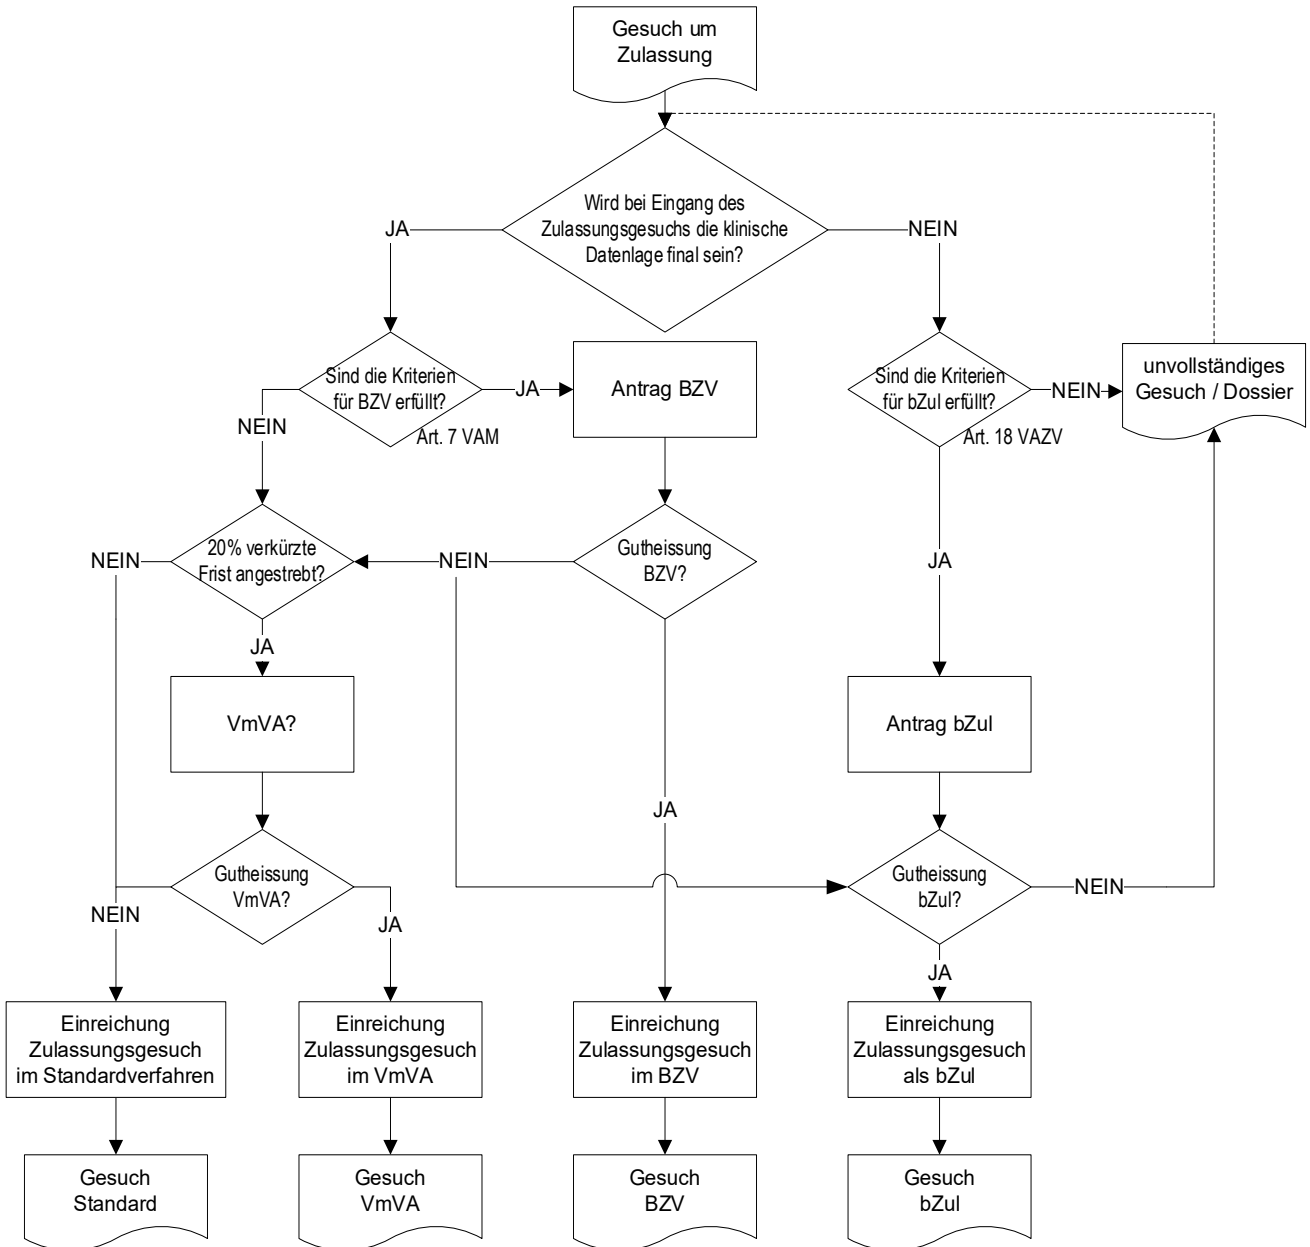 Gesuch um
Zulassung
Wird bei Eingang des
Zulassungsgesuchs die klinische
Datenlage final sein?
JA
NEIN
Sind die Kriterien
für BZV erfüllt?
Art. 7 VAM
JA
NEIN
Antrag BZV
Sind die Kriterien
für bZul erfüllt?
Art. 18 VAZV
NEIN
unvollständiges
Gesuch / Dossier
20% verkürzte
Frist angestrebt?
NEIN
JA
Gutheissung
BZV?
NEIN
JA
JA
VmVA?
Antrag bZul
Gutheissung
VmVA?
NEIN
JA
Gutheissung
bZul?
NEIN
JA
Einreichung
Zulassungsgesuch
im Standardverfahren
Einreichung
Zulassungsgesuch
im VmVA
Einreichung
Zulassungsgesuch
im BZV
Einreichung
Zulassungsgesuch
als bZul
Gesuch
Standard
Gesuch
VmVA
Gesuch
BZV
Gesuch
bZul